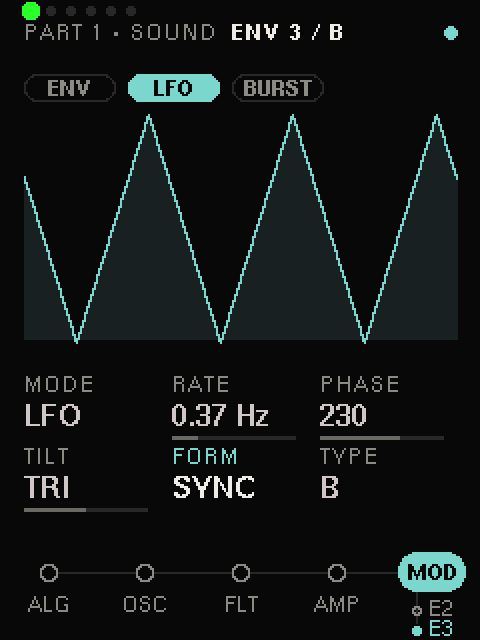 PART 1 · SOUND ENV 3 / B
ENV LFO BURST
MODE RATE PHASE
LFO 0.37 Hz 230
TILT FORM TYPE
TRI SYNC B
MOD
ALG OSC FLT AMP
E2
E3